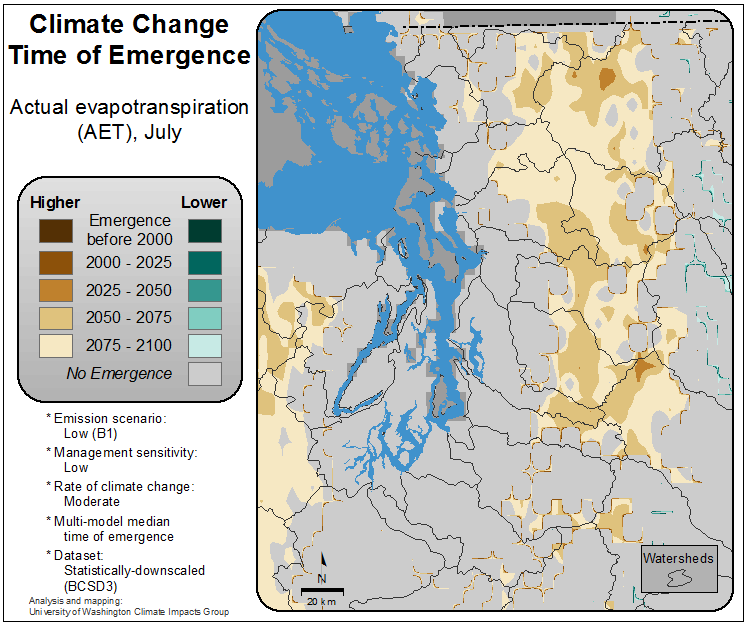 Climate Change
Time of Emergence
Actual evapotranspiration
(AET), July
Higher
Lower
Emergence
before 2000
2000 - 2025
2025 - 2050
2050 - 2075
2075 - 2100
No Emergence
* Emission scenario:
Low (B1)
* Management sensitivity:
Low
* Rate of climate change:
Moderate
* Multi-model median
time of emergence
* Dataset:
Statistically-downscaled
(BCSD3)
Analysis and mapping:
University of Washington Climate Impacts Group
N
20 km
Watersheds